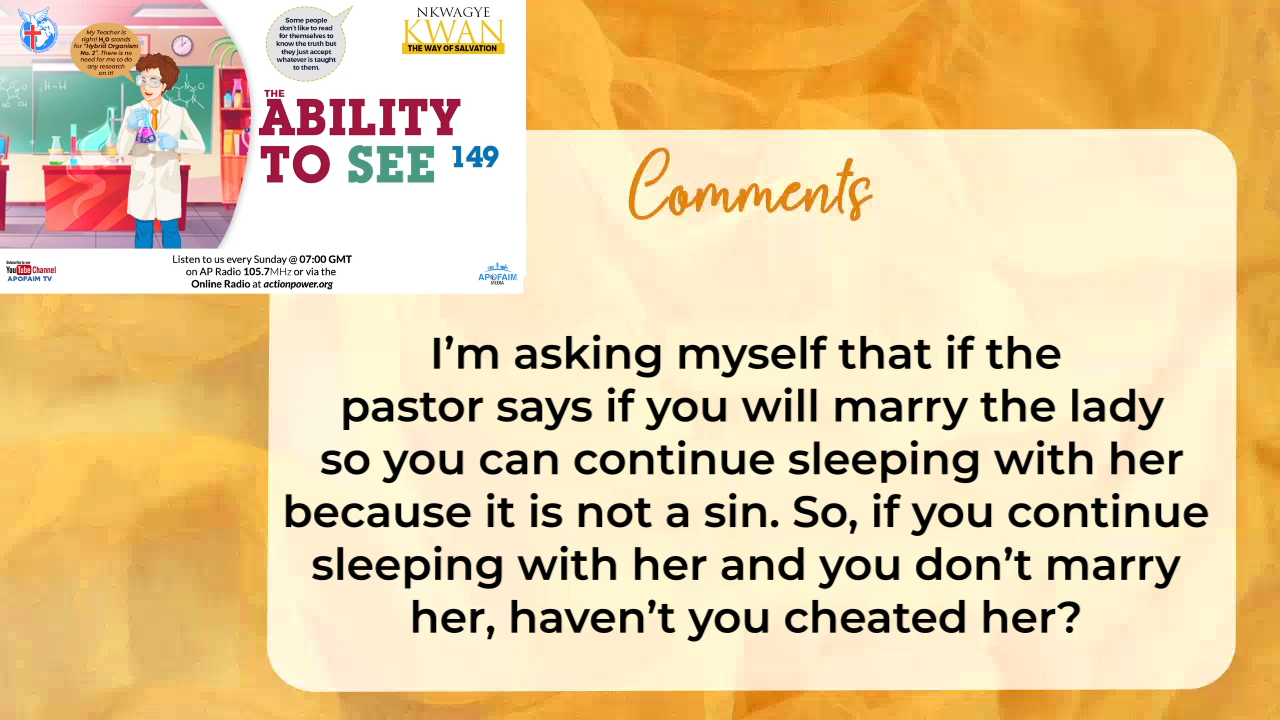 My Teacher is
right! H₂O stands
for "Hybrid Organism
No. 2". There is no
need for me to do
any research
on it!
Some people
don't like to read
for themselves to
know the truth but
they just accept
whatever is taught
to them.
NKWAGYE
KWAN
THE WAY OF SALVATION
THE
ABILITY
TO SEE 149
Listen to us every Sunday @ 07:00 GMT
on AP Radio 105.7MHz or via the
Online Radio at actionpower.org
YouTube Channel
APOFAIM TV
APOFAIM
MEDIA
Comments
I'm asking myself that if the
pastor says if you will marry the lady
so you can continue sleeping with her
because it is not a sin. So, if you continue
sleeping with her and you don't marry
her, haven't you cheated her?